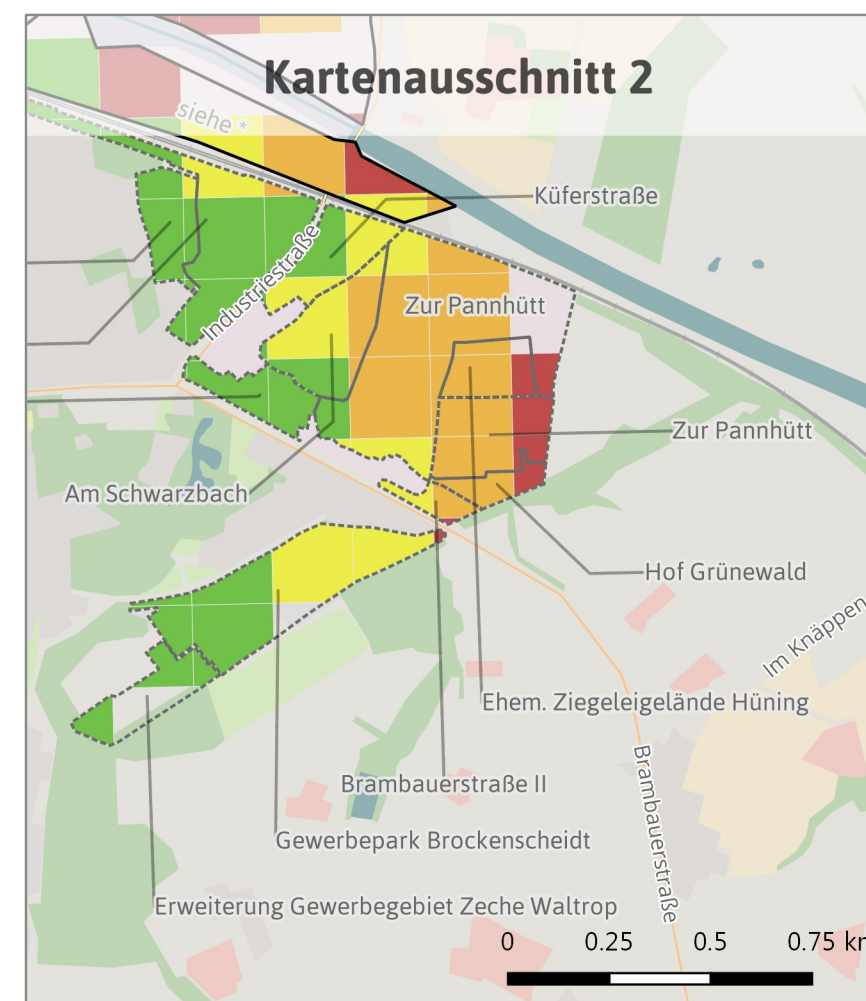 Kartenausschnitt 2
siehe *
Küferstraße
Industriestraße
Zur Pannhütt
Zur Pannhütt
Am Schwarzbach
Hof Grünewald
Im Knäppen
Ehem. Ziegeleigelände Hüning
Brambauerstraße II
Brambauerstraße
Gewerbepark Brockenscheidt
Erweiterung Gewerbegebiet Zeche Waltrop
0 0.25 0.5 0.75 km